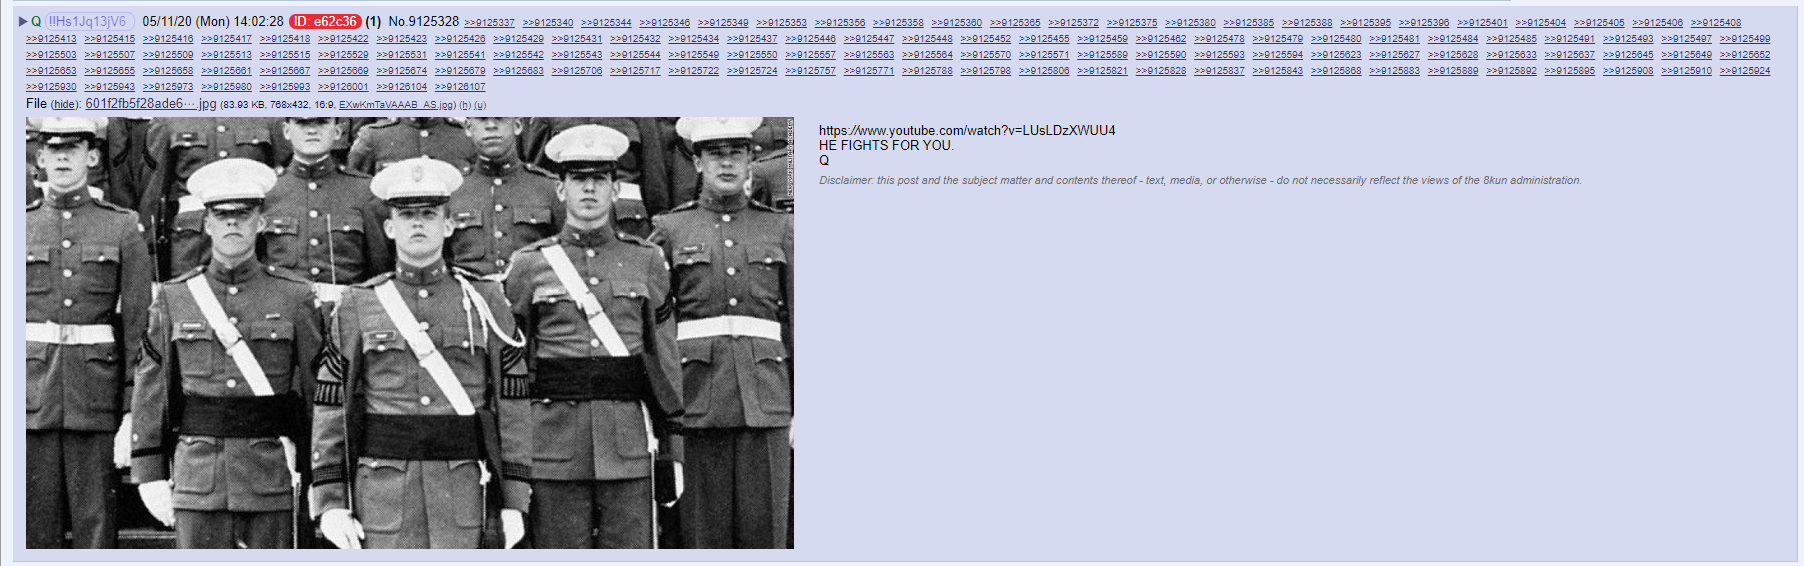 Q !!Hs1Jq13jV6 05/11/20 (Mon) 14:02:28 ID: e62c36 (1) No.9125328 >>9125337 >>9125340 >>9125344 >>9125346 >>9125349 >>9125353 >>9125356 >>9125358 >>9125360 >>9125365 >>9125372 >>9125375 >>9125380 >>9125385 >>9125388 >>9125395 >>9125396 >>9125401 >>9125404 >>9125405 >>9125406 >>9125408
>>9125413 >>9125415 >>9125416 >>9125417 >>9125418 >>9125422 >>9125423 >>9125426 >>9125429 >>9125431 >>9125432 >>9125434 >>9125437 >>9125446 >>9125447 >>9125448 >>9125452 >>9125455 >>9125459 >>9125462 >>9125478 >>9125479 >>9125480 >>9125481 >>9125484 >>9125485 >>9125491 >>9125493 >>9125497 >>9125499
>>9125503 >>9125507 >>9125509 >>9125513 >>9125515 >>9125529 >>9125531 >>9125541 >>9125542 >>9125543 >>9125544 >>9125549 >>9125550 >>9125557 >>9125563 >>9125564 >>9125570 >>9125571 >>9125589 >>9125590 >>9125593 >>9125594 >>9125623 >>9125627 >>9125628 >>9125633 >>9125637 >>9125645 >>9125649 >>9125652
>>9125653 >>9125655 >>9125658 >>9125661 >>9125667 >>9125669 >>9125674 >>9125679 >>9125683 >>9125706 >>9125717 >>9125722 >>9125724 >>9125757 >>9125771 >>9125788 >>9125798 >>9125806 >>9125821 >>9125828 >>9125837 >>9125843 >>9125868 >>9125883 >>9125889 >>9125892 >>9125895 >>9125908 >>9125910 >>9125924
>>9125930 >>9125943 >>9125973 >>9125980 >>9125993 >>9126001 >>9126104 >>9126107
File (hide): 601f2fb5f28ade6⋯.jpg (83.93 KB, 768x432, 16:9, EXwKmTaVAAAB_AS.jpg) (h) (u)
https://www.youtube.com/watch?v=LUsLDzXWUU4
HE FIGHTS FOR YOU.
Q
Disclaimer: this post and the subject matter and contents thereof - text, media, or otherwise - do not necessarily reflect the views of the 8kun administration.